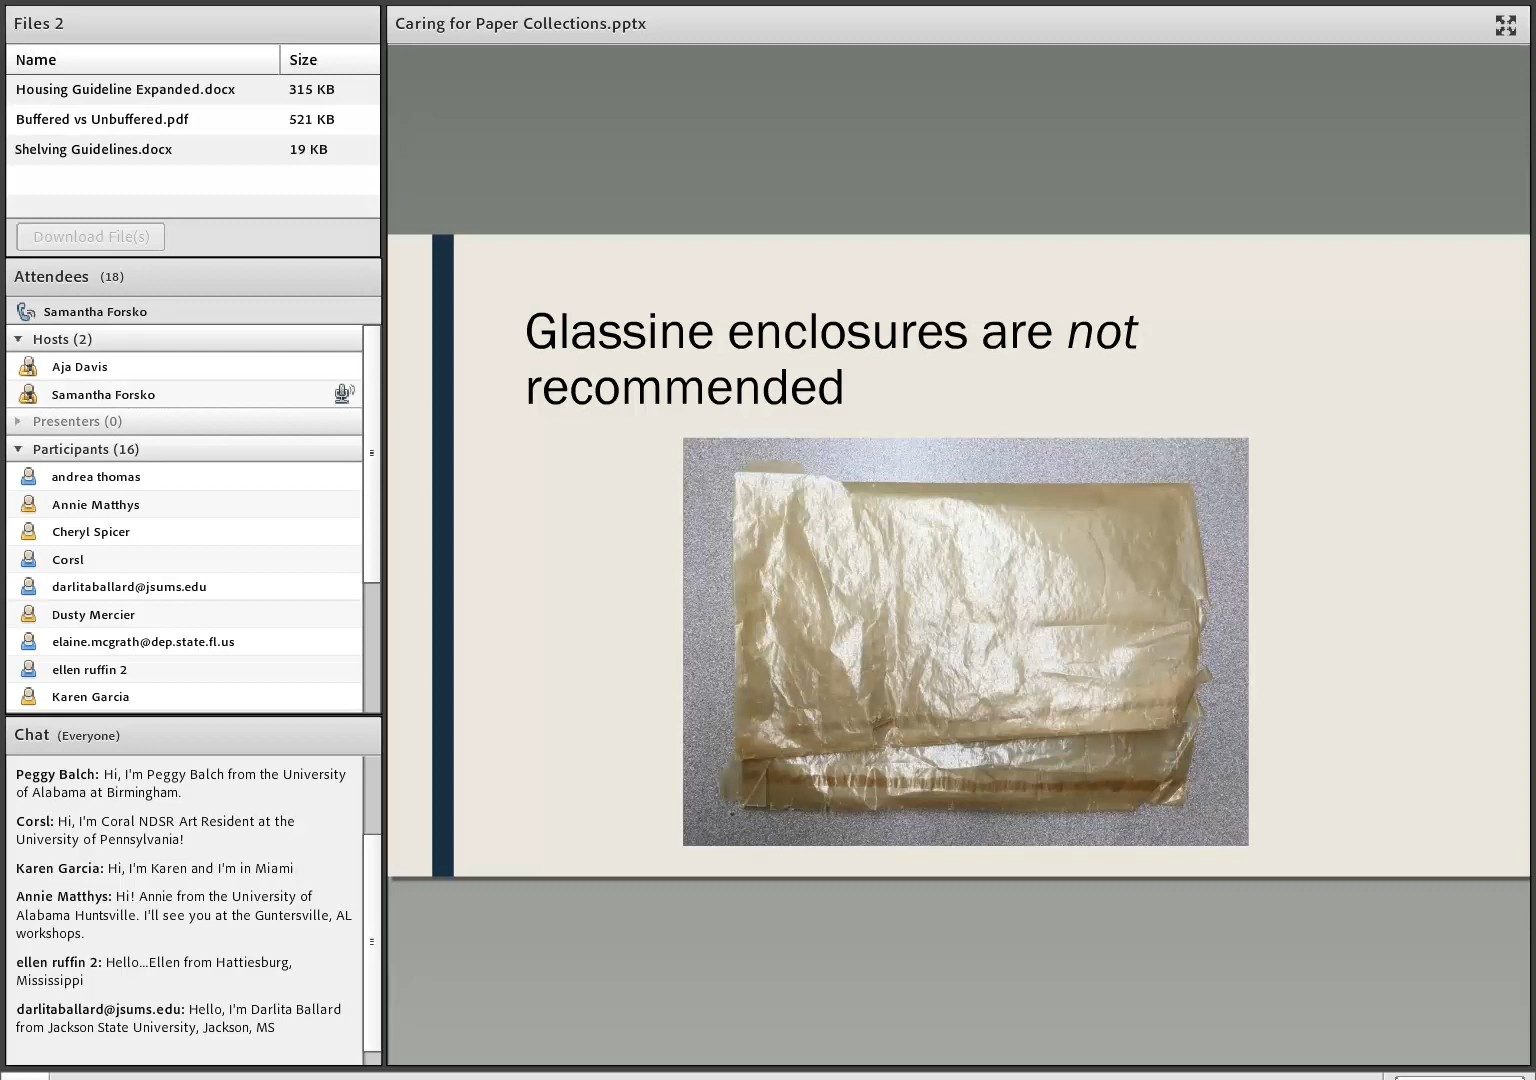 Files 2
Name Size
Housing Guideline Expanded.docx 315 KB
Buffered vs Unbuffered.pdf 521 KB
Shelving Guidelines.docx 19 KB
Download File(s)
Attendees (18)
Samantha Forsko
Hosts (2)
Aja Davis
Samantha Forsko
Presenters (0)
Participants (16)
andrea thomas
Annie Matthys
Cheryl Spicer
Corsl
darlitaballard@jsums.edu
Dusty Mercier
elaine.mcgrath@dep.state.fl.us
ellen ruffin 2
Karen Garcia
Chat (Everyone)
Peggy Balch: Hi, I'm Peggy Balch from the University
of Alabama at Birmingham.
Corsl: Hi, I'm Coral NDSR Art Resident at the
University of Pennsylvania!
Karen Garcia: Hi, I'm Karen and I'm in Miami
Annie Matthys: Hi! Annie from the University of
Alabama Huntsville. I'll see you at the Guntersville, AL
workshops.
ellen ruffin 2: Hello...Ellen from Hattiesburg,
Mississippi
darlitaballard@jsums.edu: Hello, I'm Darlita Ballard
from Jackson State University, Jackson, MS
Caring for Paper Collections.pptx
Glassine enclosures are not
recommended